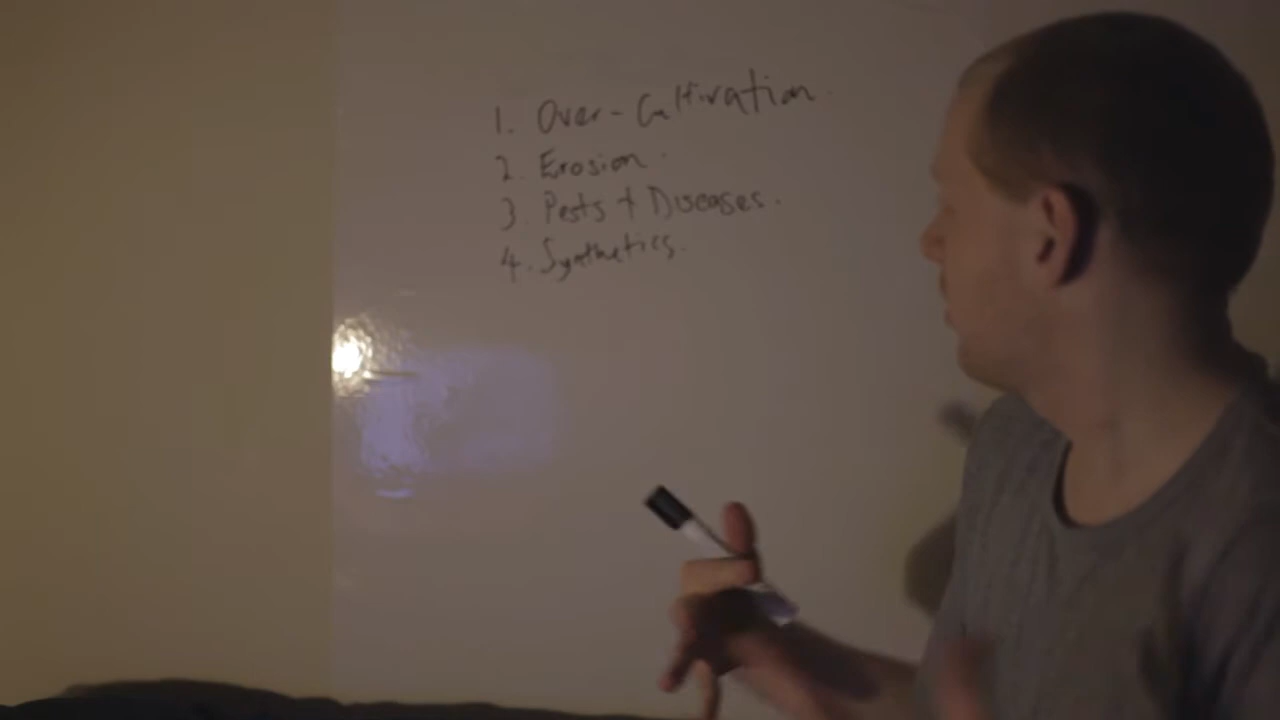 1. Over-Cultivation.
2. Erosion.
3. Pests + Diseases.
4. Synthetics.